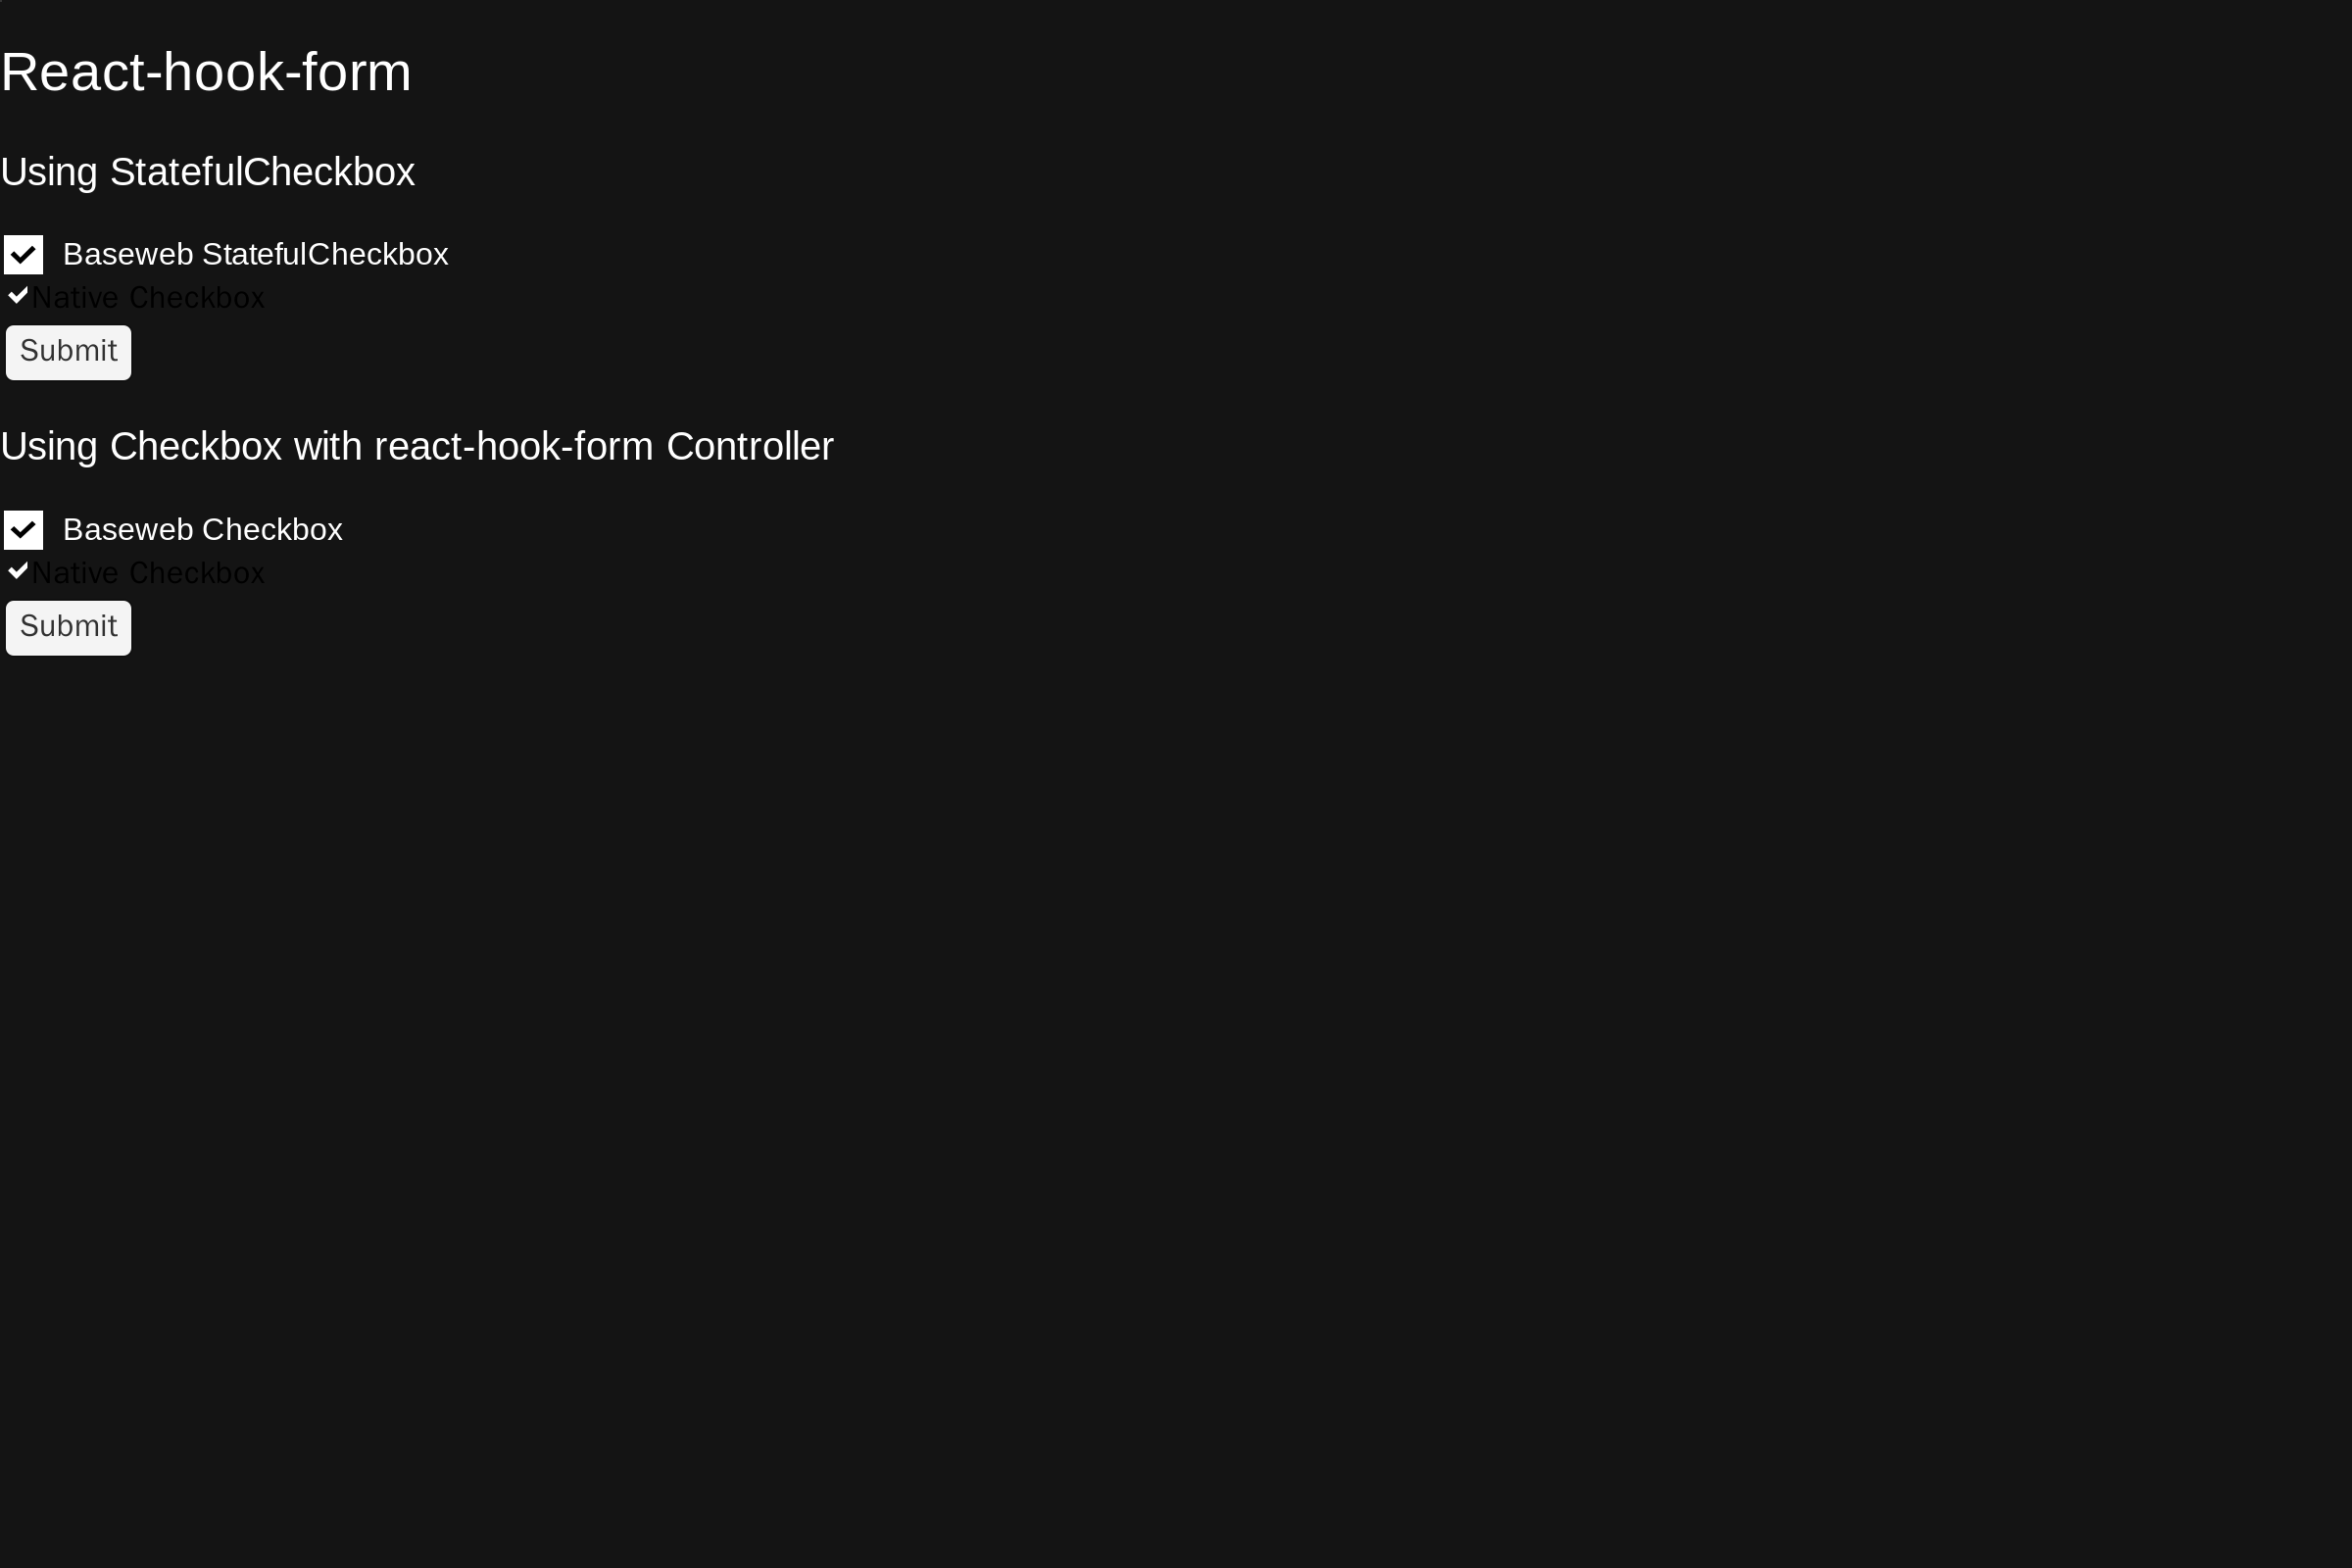 React-hook-form
Using StatefulCheckbox
Baseweb StatefulCheckbox
Native Checkbox
Submit
Using Checkbox with react-hook-form Controller
Baseweb Checkbox
Native Checkbox
Submit